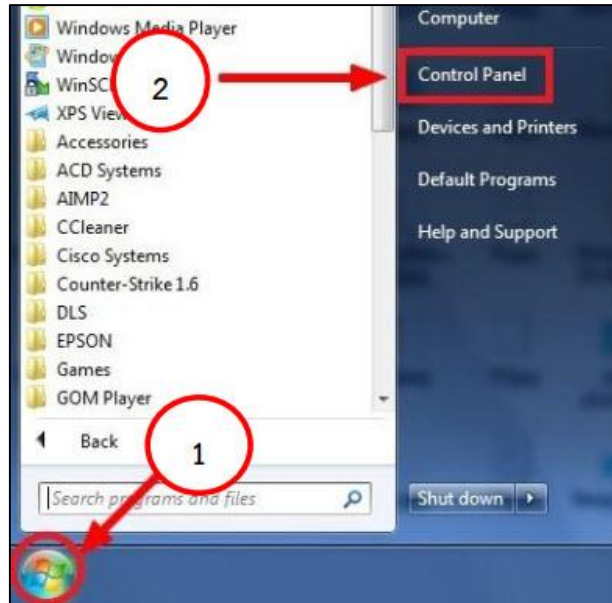 Windows Media Player
Window
WinSC
XPS View
Accessories
ACD Systems
AIMP2
CCleaner
Cisco Systems
Counter-Strike 1.6
DLS
EPSON
Games
GOM Player
Back
Search programs and files
Computer
Control Panel
Devices and Printers
Default Programs
Help and Support
Shut down
2
1